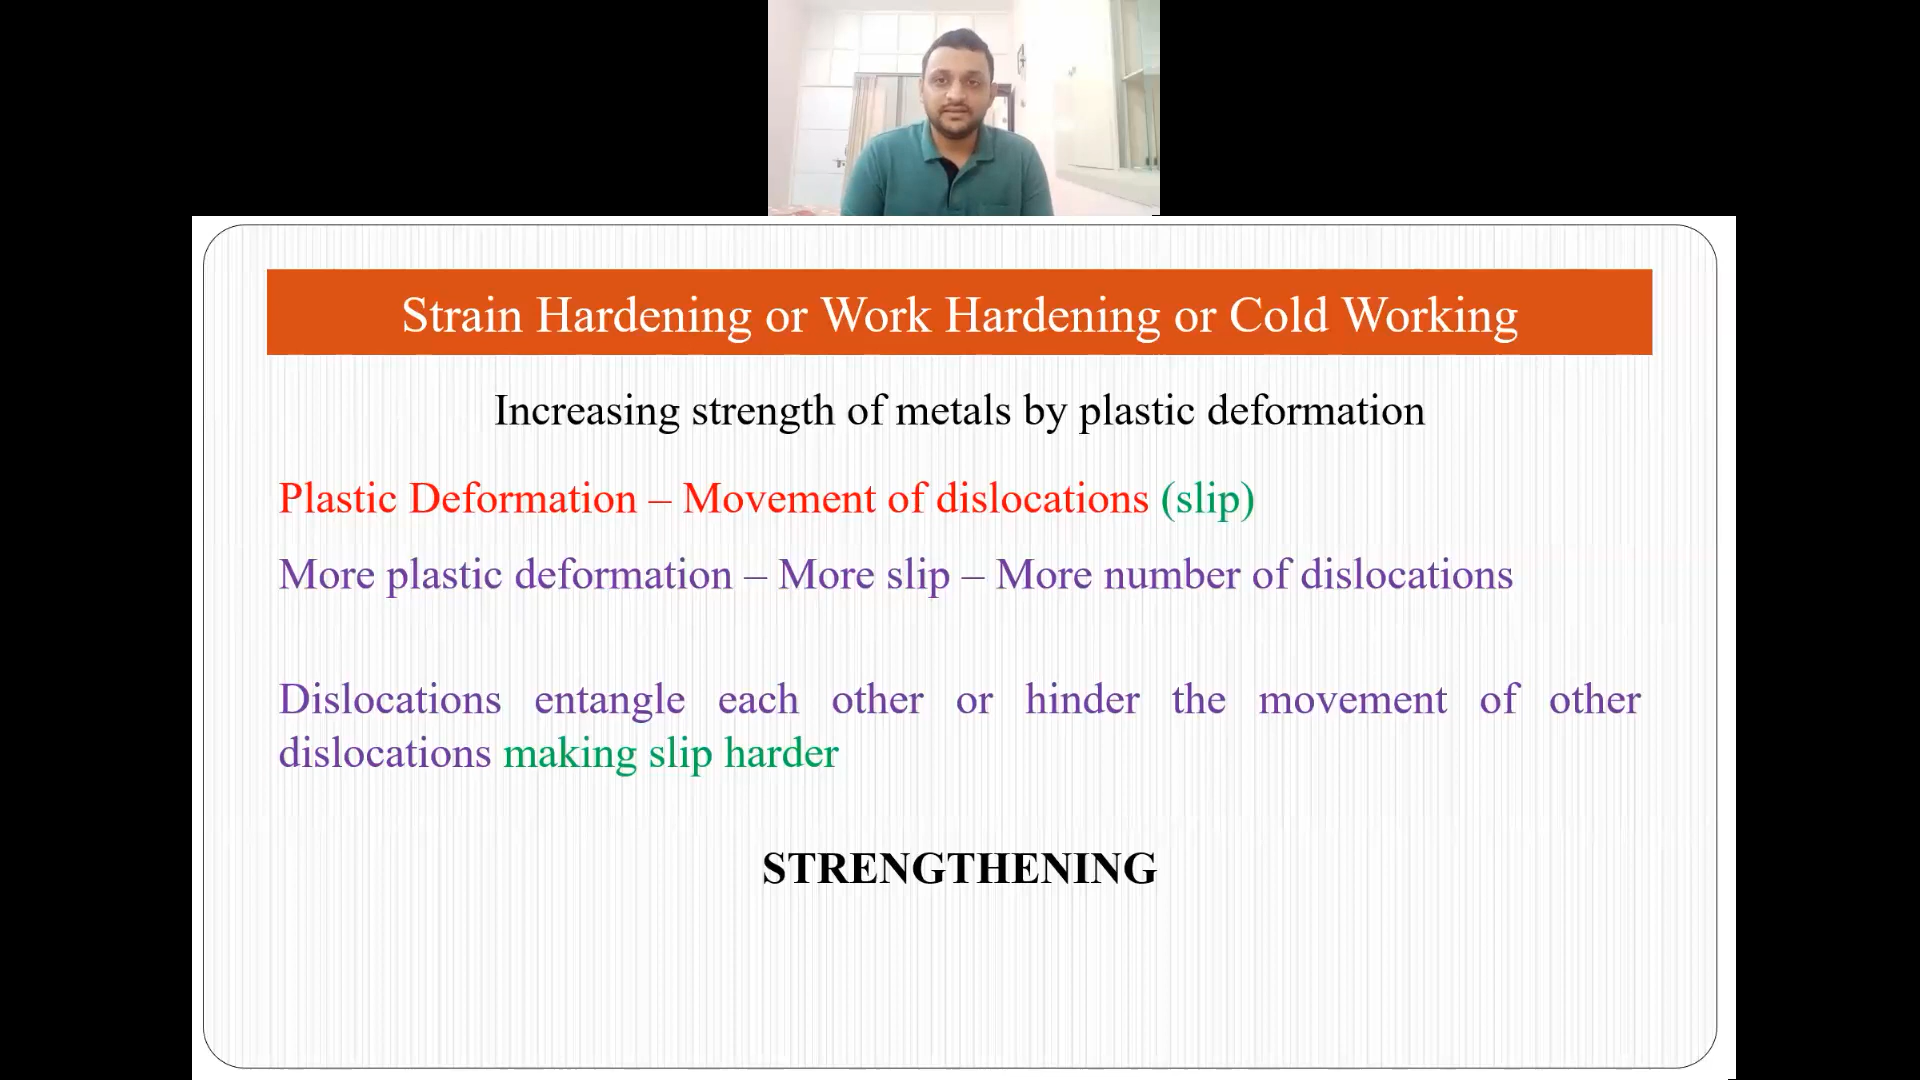 Strain Hardening or Work Hardening or Cold Working
Increasing strength of metals by plastic deformation
Plastic Deformation – Movement of dislocations (slip)
More plastic deformation – More slip – More number of dislocations
Dislocations entangle each other or hinder the movement of other
dislocations making slip harder
STRENGTHENING